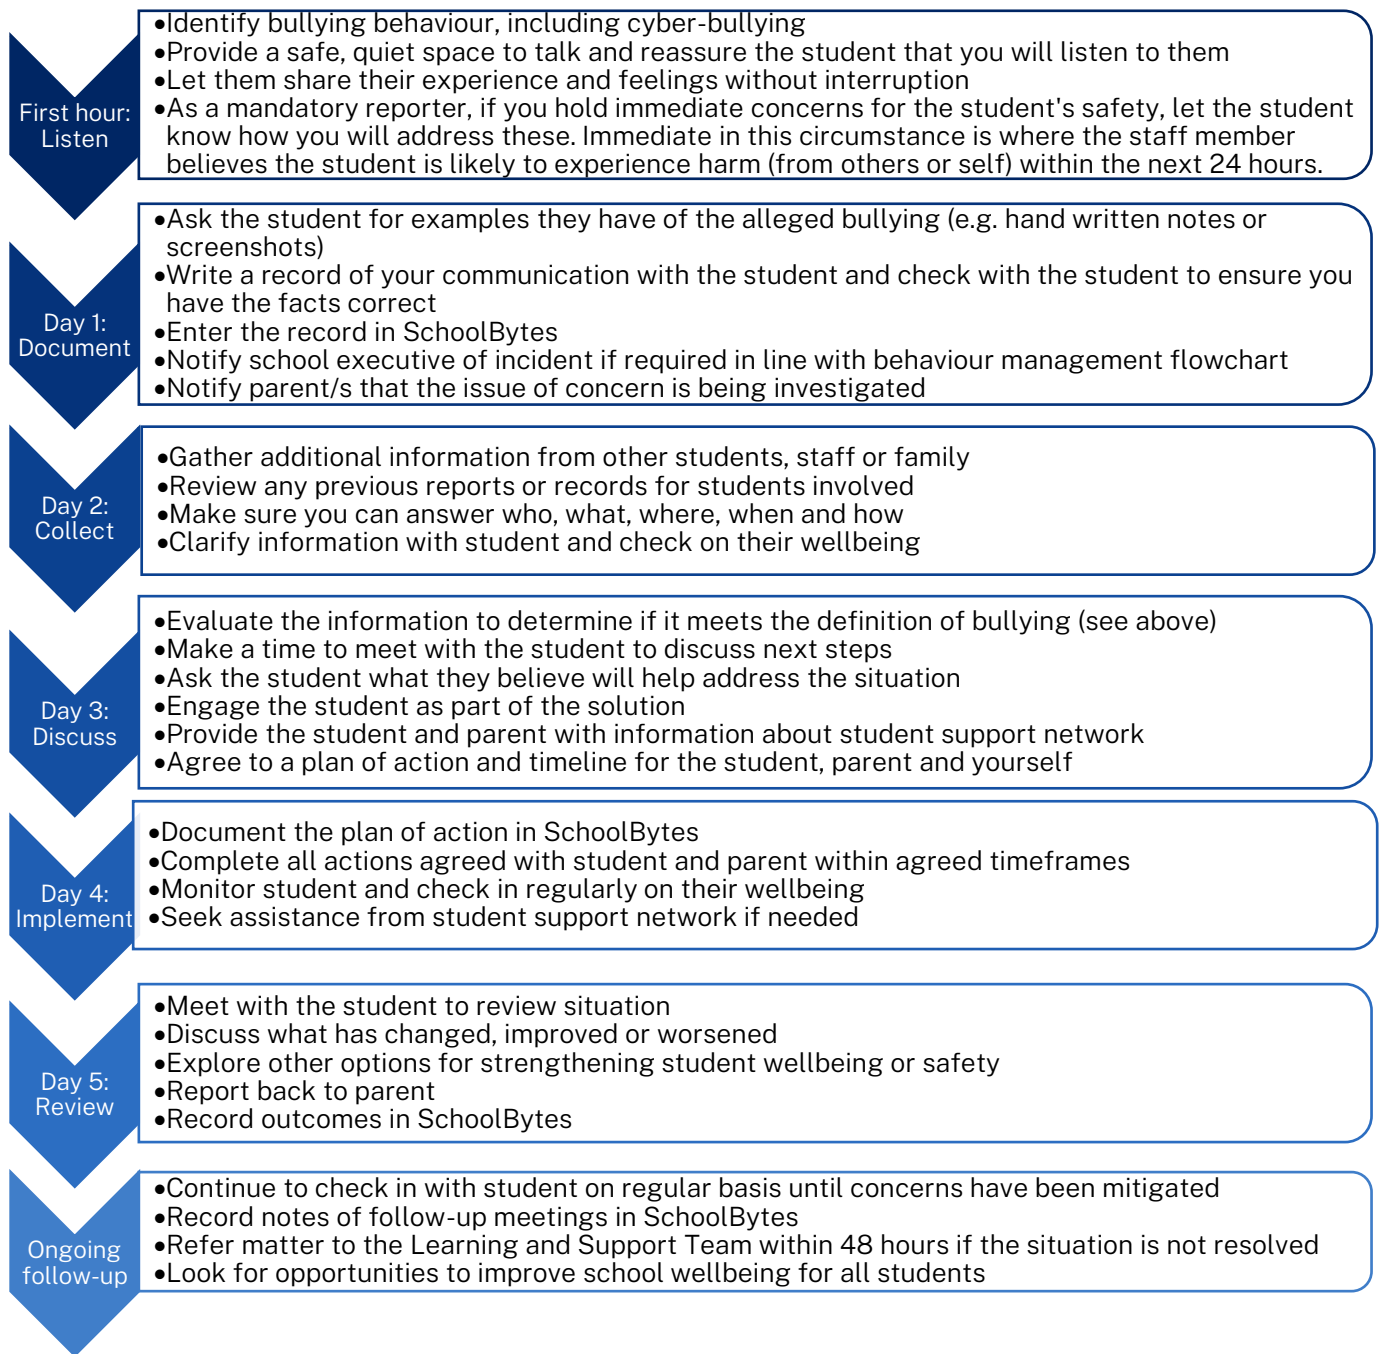 First hour:
Listen
•Identify bullying behaviour, including cyber-bullying
•Provide a safe, quiet space to talk and reassure the student that you will listen to them
•Let them share their experience and feelings without interruption
•As a mandatory reporter, if you hold immediate concerns for the student's safety, let the student
know how you will address these. Immediate in this circumstance is where the staff member
believes the student is likely to experience harm (from others or self) within the next 24 hours.
Day 1:
Document
•Ask the student for examples they have of the alleged bullying (e.g. hand written notes or
screenshots)
•Write a record of your communication with the student and check with the student to ensure you
have the facts correct
•Enter the record in SchoolBytes
•Notify school executive of incident if required in line with behaviour management flowchart
•Notify parent/s that the issue of concern is being investigated
Day 2:
Collect
•Gather additional information from other students, staff or family
•Review any previous reports or records for students involved
•Make sure you can answer who, what, where, when and how
•Clarify information with student and check on their wellbeing
Day 3:
Discuss
•Evaluate the information to determine if it meets the definition of bullying (see above)
•Make a time to meet with the student to discuss next steps
•Ask the student what they believe will help address the situation
•Engage the student as part of the solution
•Provide the student and parent with information about student support network
•Agree to a plan of action and timeline for the student, parent and yourself
Day 4:
Implement
•Document the plan of action in SchoolBytes
•Complete all actions agreed with student and parent within agreed timeframes
•Monitor student and check in regularly on their wellbeing
•Seek assistance from student support network if needed
Day 5:
Review
•Meet with the student to review situation
•Discuss what has changed, improved or worsened
•Explore other options for strengthening student wellbeing or safety
•Report back to parent
•Record outcomes in SchoolBytes
Ongoing
follow-up
•Continue to check in with student on regular basis until concerns have been mitigated
•Record notes of follow-up meetings in SchoolBytes
•Refer matter to the Learning and Support Team within 48 hours if the situation is not resolved
•Look for opportunities to improve school wellbeing for all students